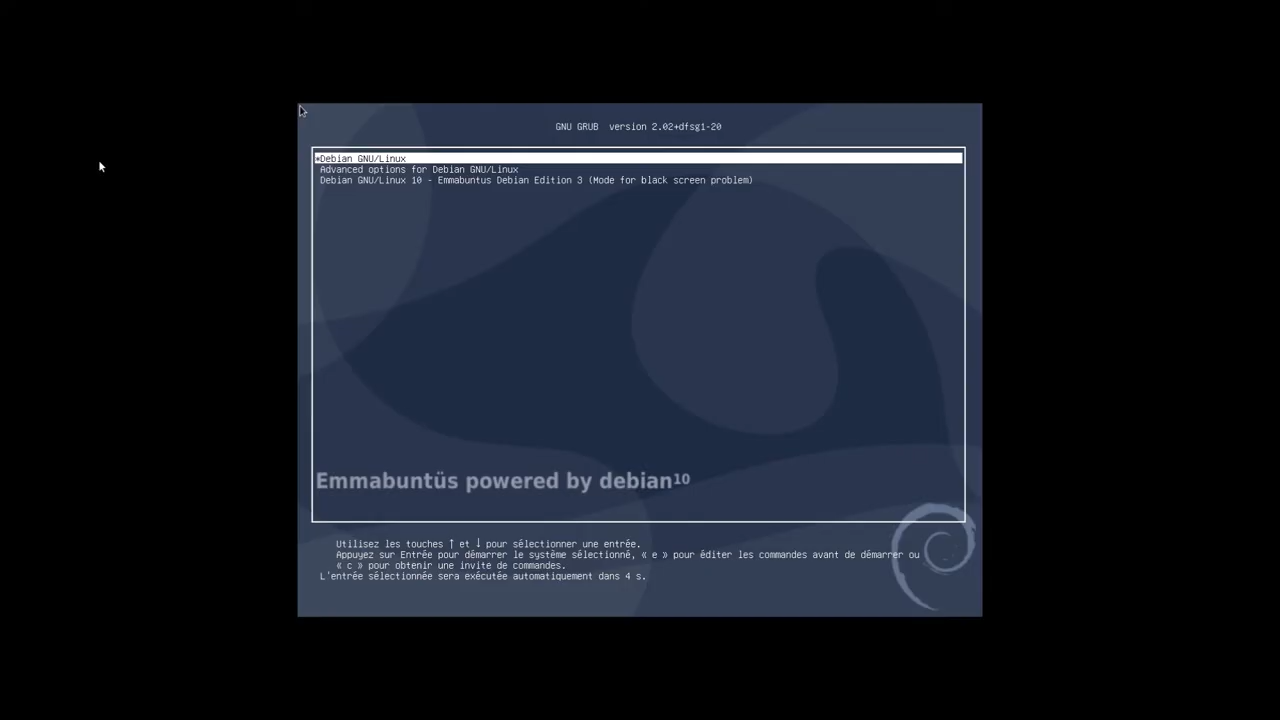 GNU GRUB  version 2.02+dfsg1-20
*Debian GNU/Linux
Advanced options for Debian GNU/Linux
Debian GNU/Linux 10 - Emmabuntus Debian Edition 3 (Mode for black screen problem)
Emmabuntüs powered by debian¹⁰
Utilisez les touches ↑ et ↓ pour sélectionner une entrée.
Appuyez sur Entrée pour démarrer le système sélectionné, « e » pour éditer les commandes avant de démarrer ou
« c » pour obtenir une invite de commandes.
L'entrée sélectionnée sera exécutée automatiquement dans 4 s.